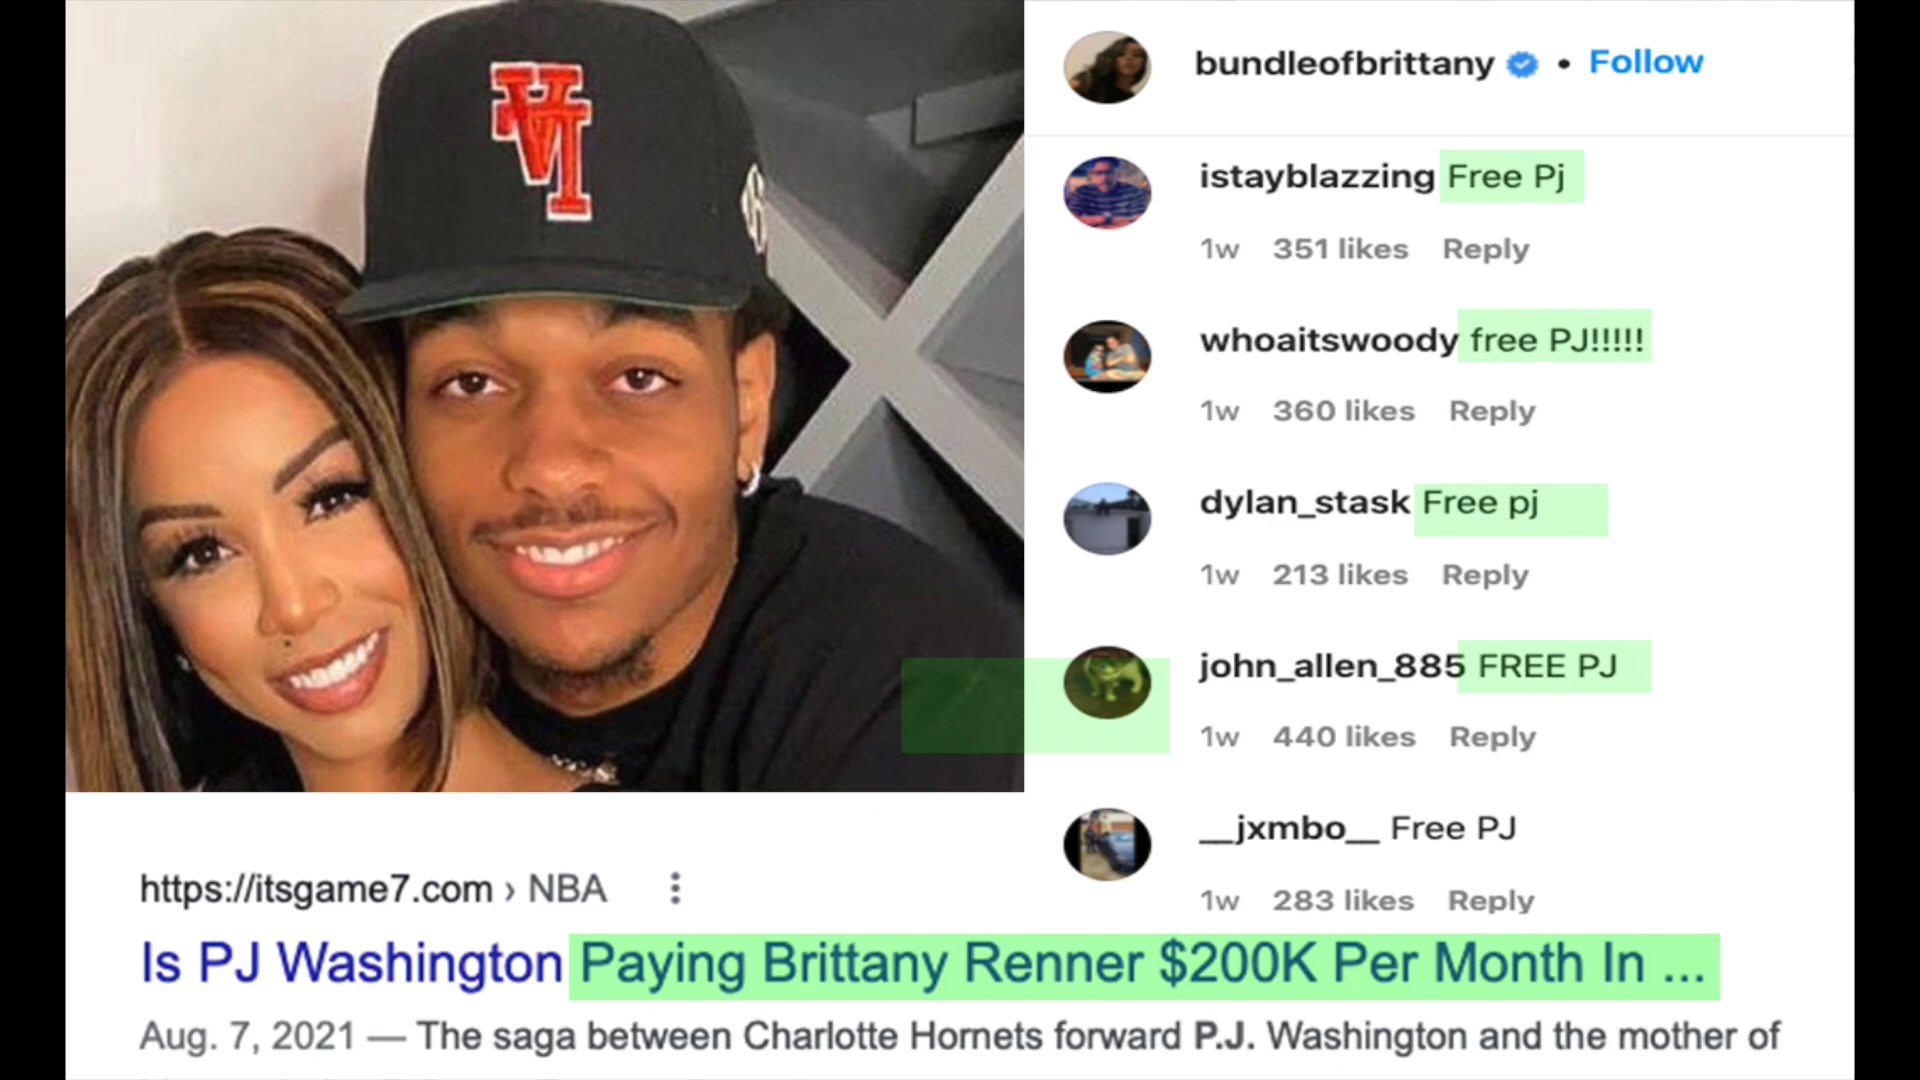 bundleofbrittany • Follow
istayblazzing Free Pj
1w 351 likes Reply
whoaitswoody free PJ!!!!!
1w 360 likes Reply
dylan_stask Free pj
1w 213 likes Reply
john_allen_885 FREE PJ
1w 440 likes Reply
__jxmbo__ Free PJ
1w 283 likes Reply
https://itsgame7.com › NBA
Is PJ Washington Paying Brittany Renner $200K Per Month In ...
Aug. 7, 2021 — The saga between Charlotte Hornets forward P.J. Washington and the mother of